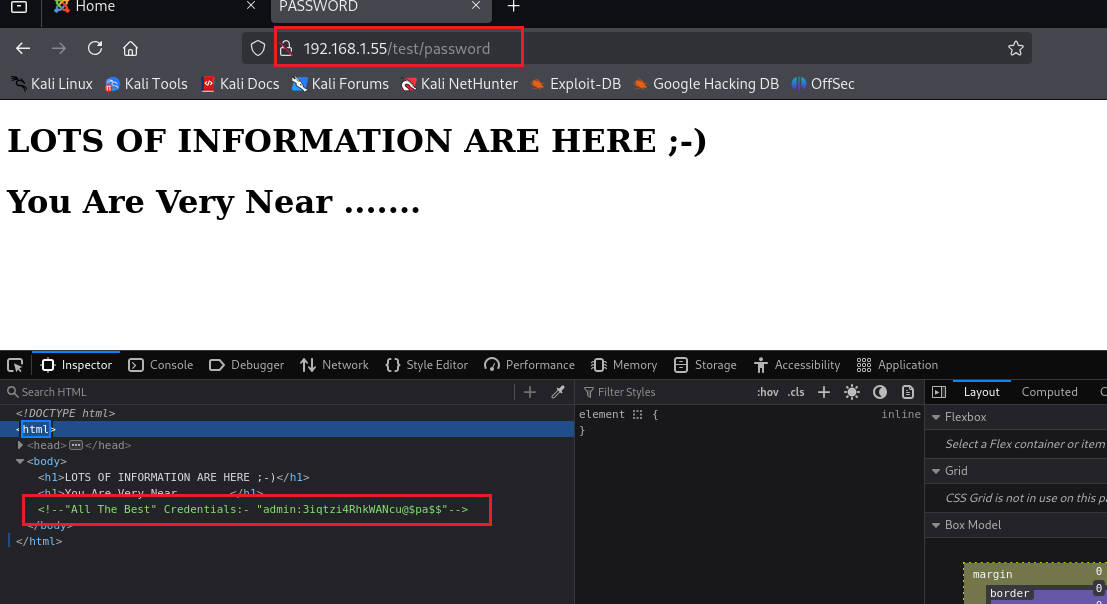 Home
PASSWORD
192.168.1.55/test/password
Kali Linux Kali Tools Kali Docs Kali Forums Kali NetHunter Exploit-DB Google Hacking DB OffSec
LOTS OF INFORMATION ARE HERE ;-)
You Are Very Near .......
Inspector Console Debugger Network Style Editor Performance Memory Storage Accessibility Application
Search HTML
Filter Styles :hov .cls
Layout Computed
<!DOCTYPE html>
<html>
<head> </head>
<body>
<h1>LOTS OF INFORMATION ARE HERE ;-)</h1>
<h1>You Are Very Near </h1>
<!--"All The Best" Credentials:- "admin:3iqtzi4RhkWANcu@$pa$$"-->
</body>
</html>
element { inline
}
Flexbox
Select a Flex container or item
Grid
CSS Grid is not in use on this pa
Box Model
margin 0
border 0